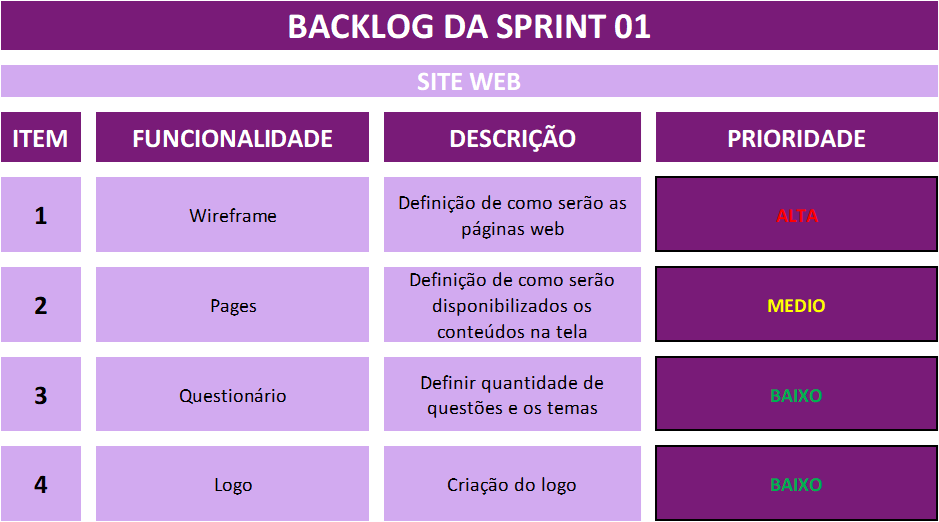 BACKLOG DA SPRINT 01
SITE WEB
ITEM FUNCIONALIDADE DESCRIÇÃO PRIORIDADE
1 Wireframe Definição de como serão as páginas web ALTA
2 Pages Definição de como serão disponibilizados os conteúdos na tela MEDIO
3 Questionário Definir quantidade de questões e os temas BAIXO
4 Logo Criação do logo BAIXO